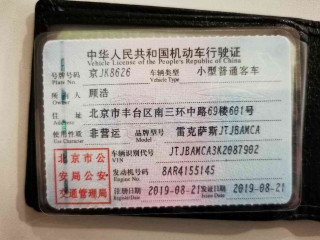 中华人民共和国机动车行驶证
Vehicle License of the People's Republic of China
号牌号码 京JK8626 车辆类型 小型普通客车
Plate No. Vehicle Type
所有人 顾浩
Owner
住址 北京市丰台区南三环中路69楼601号
Address
使用性质 非营运 品牌型号 雷克萨斯JTJBAMCA
Use Character Model
北京市公安局公安交通管理局
车辆识别代号 JTJBAMCA3K2087902
VIN
发动机号码 8AR4155145
Engine No.
注册日期 2019-08-21 发证日期 2019-08-21
Register Date Issue Date